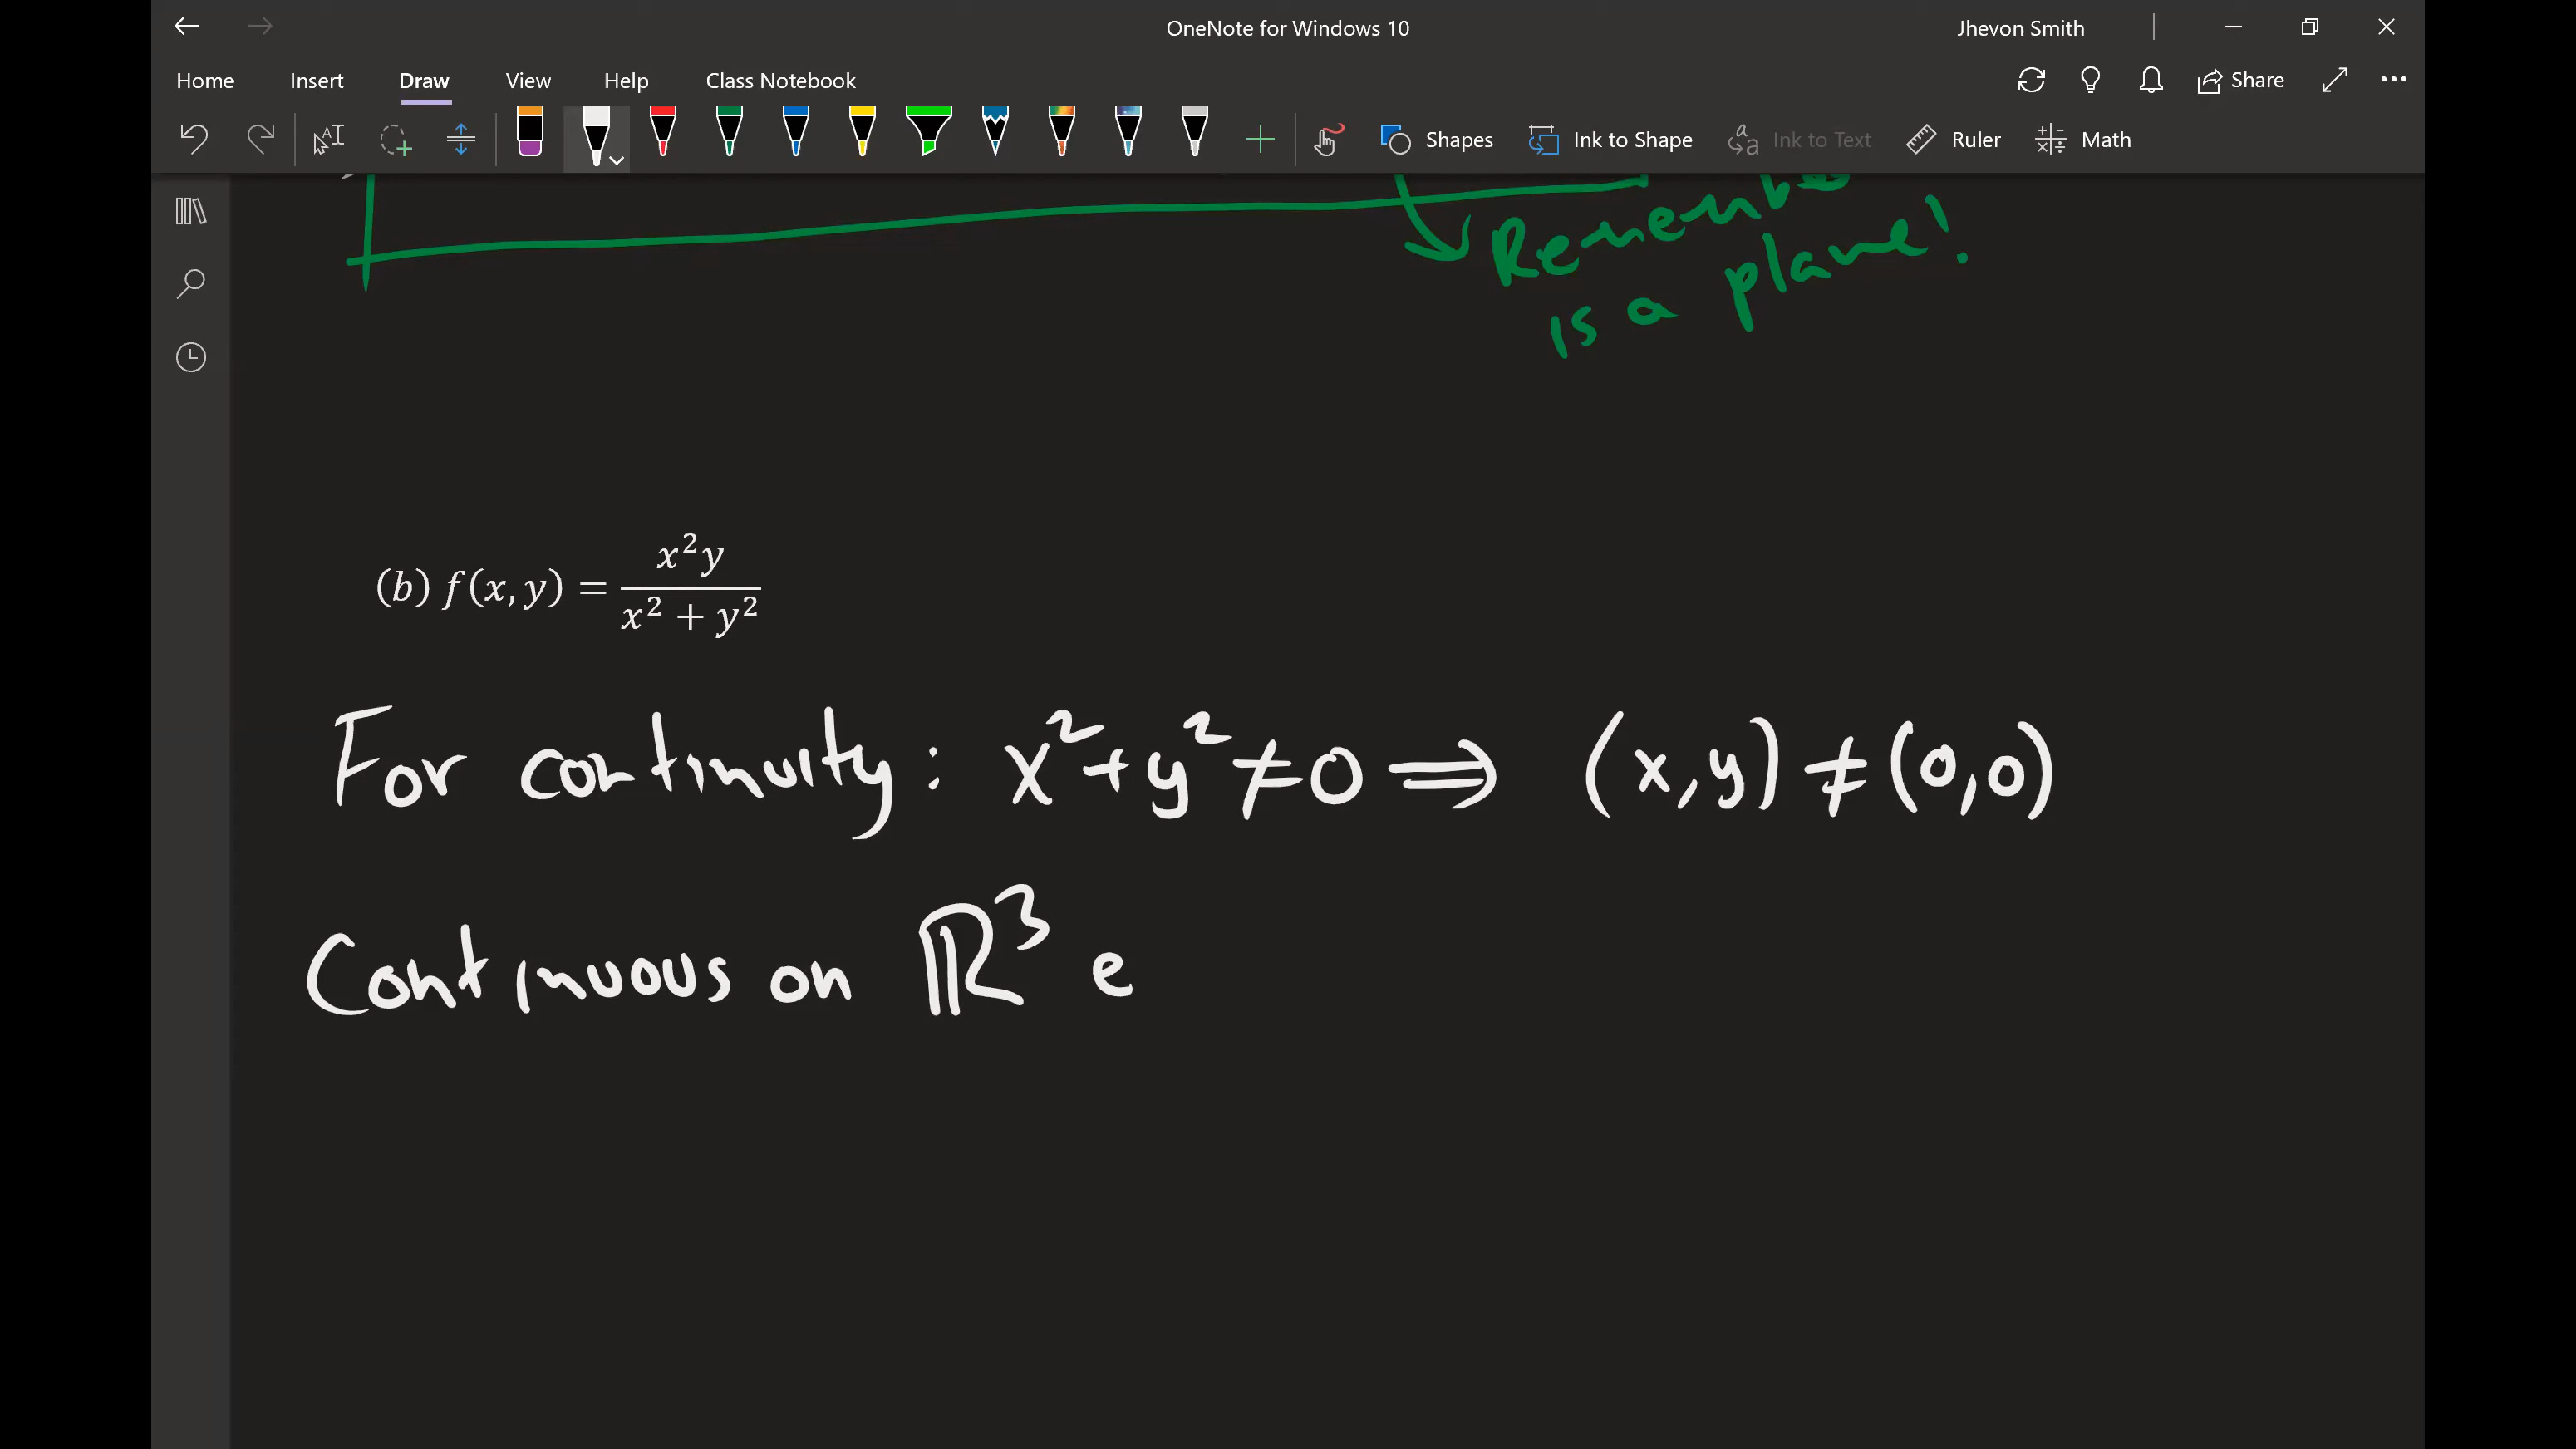 OneNote for Windows 10
Jhevon Smith
Home Insert Draw View Help Class Notebook Share
Shapes Ink to Shape Ink to Text Ruler Math
is a plane!
(b) f(x, y) = x²y / x² + y²
For continuity: x²+y²≠0 ⟹ (x,y) ≠ (0,0)
Continuous on ℝ³ e